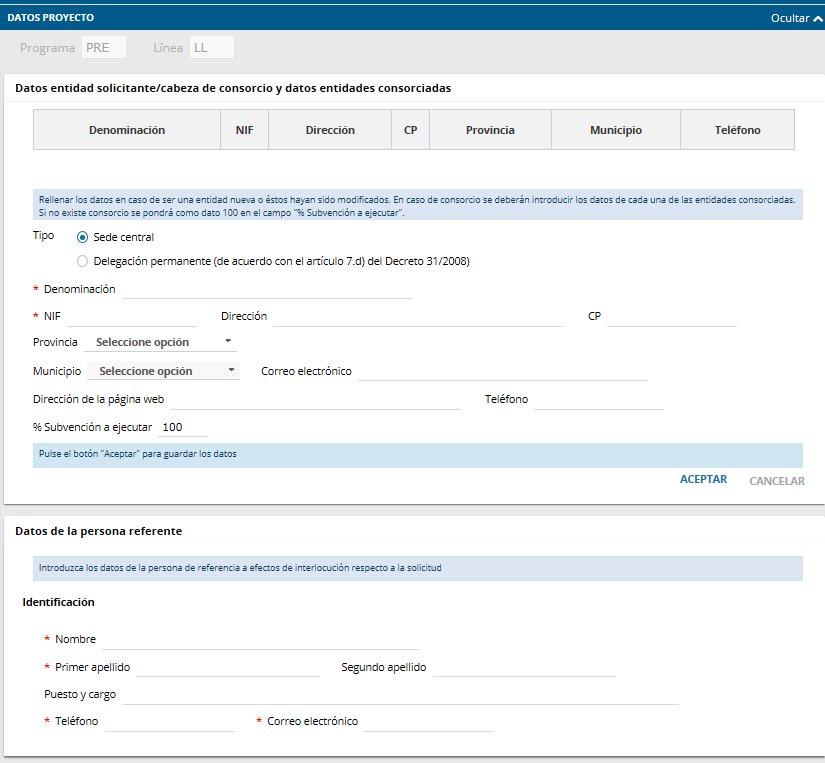 DATOS PROYECTO Ocultar
Programa PRE Línea LL
Datos entidad solicitante/cabeza de consorcio y datos entidades consorciadas
Denominación NIF Dirección CP Provincia Municipio Teléfono
Rellenar los datos en caso de ser una entidad nueva o éstos hayan sido modificados. En caso de consorcio se deberán introducir los datos de cada una de las entidades consorciadas.
Si no existe consorcio se pondrá como dato 100 en el campo "% Subvención a ejecutar".
Tipo Sede central
Delegación permanente (de acuerdo con el artículo 7.d) del Decreto 31/2008)
* Denominación
* NIF Dirección CP
Provincia Seleccione opción
Municipio Seleccione opción Correo electrónico
Dirección de la página web Teléfono
% Subvención a ejecutar 100
Pulse el botón "Aceptar" para guardar los datos
ACEPTAR CANCELAR
Datos de la persona referente
Introduzca los datos de la persona de referencia a efectos de interlocución respecto a la solicitud
Identificación
* Nombre
* Primer apellido Segundo apellido
Puesto y cargo
* Teléfono * Correo electrónico